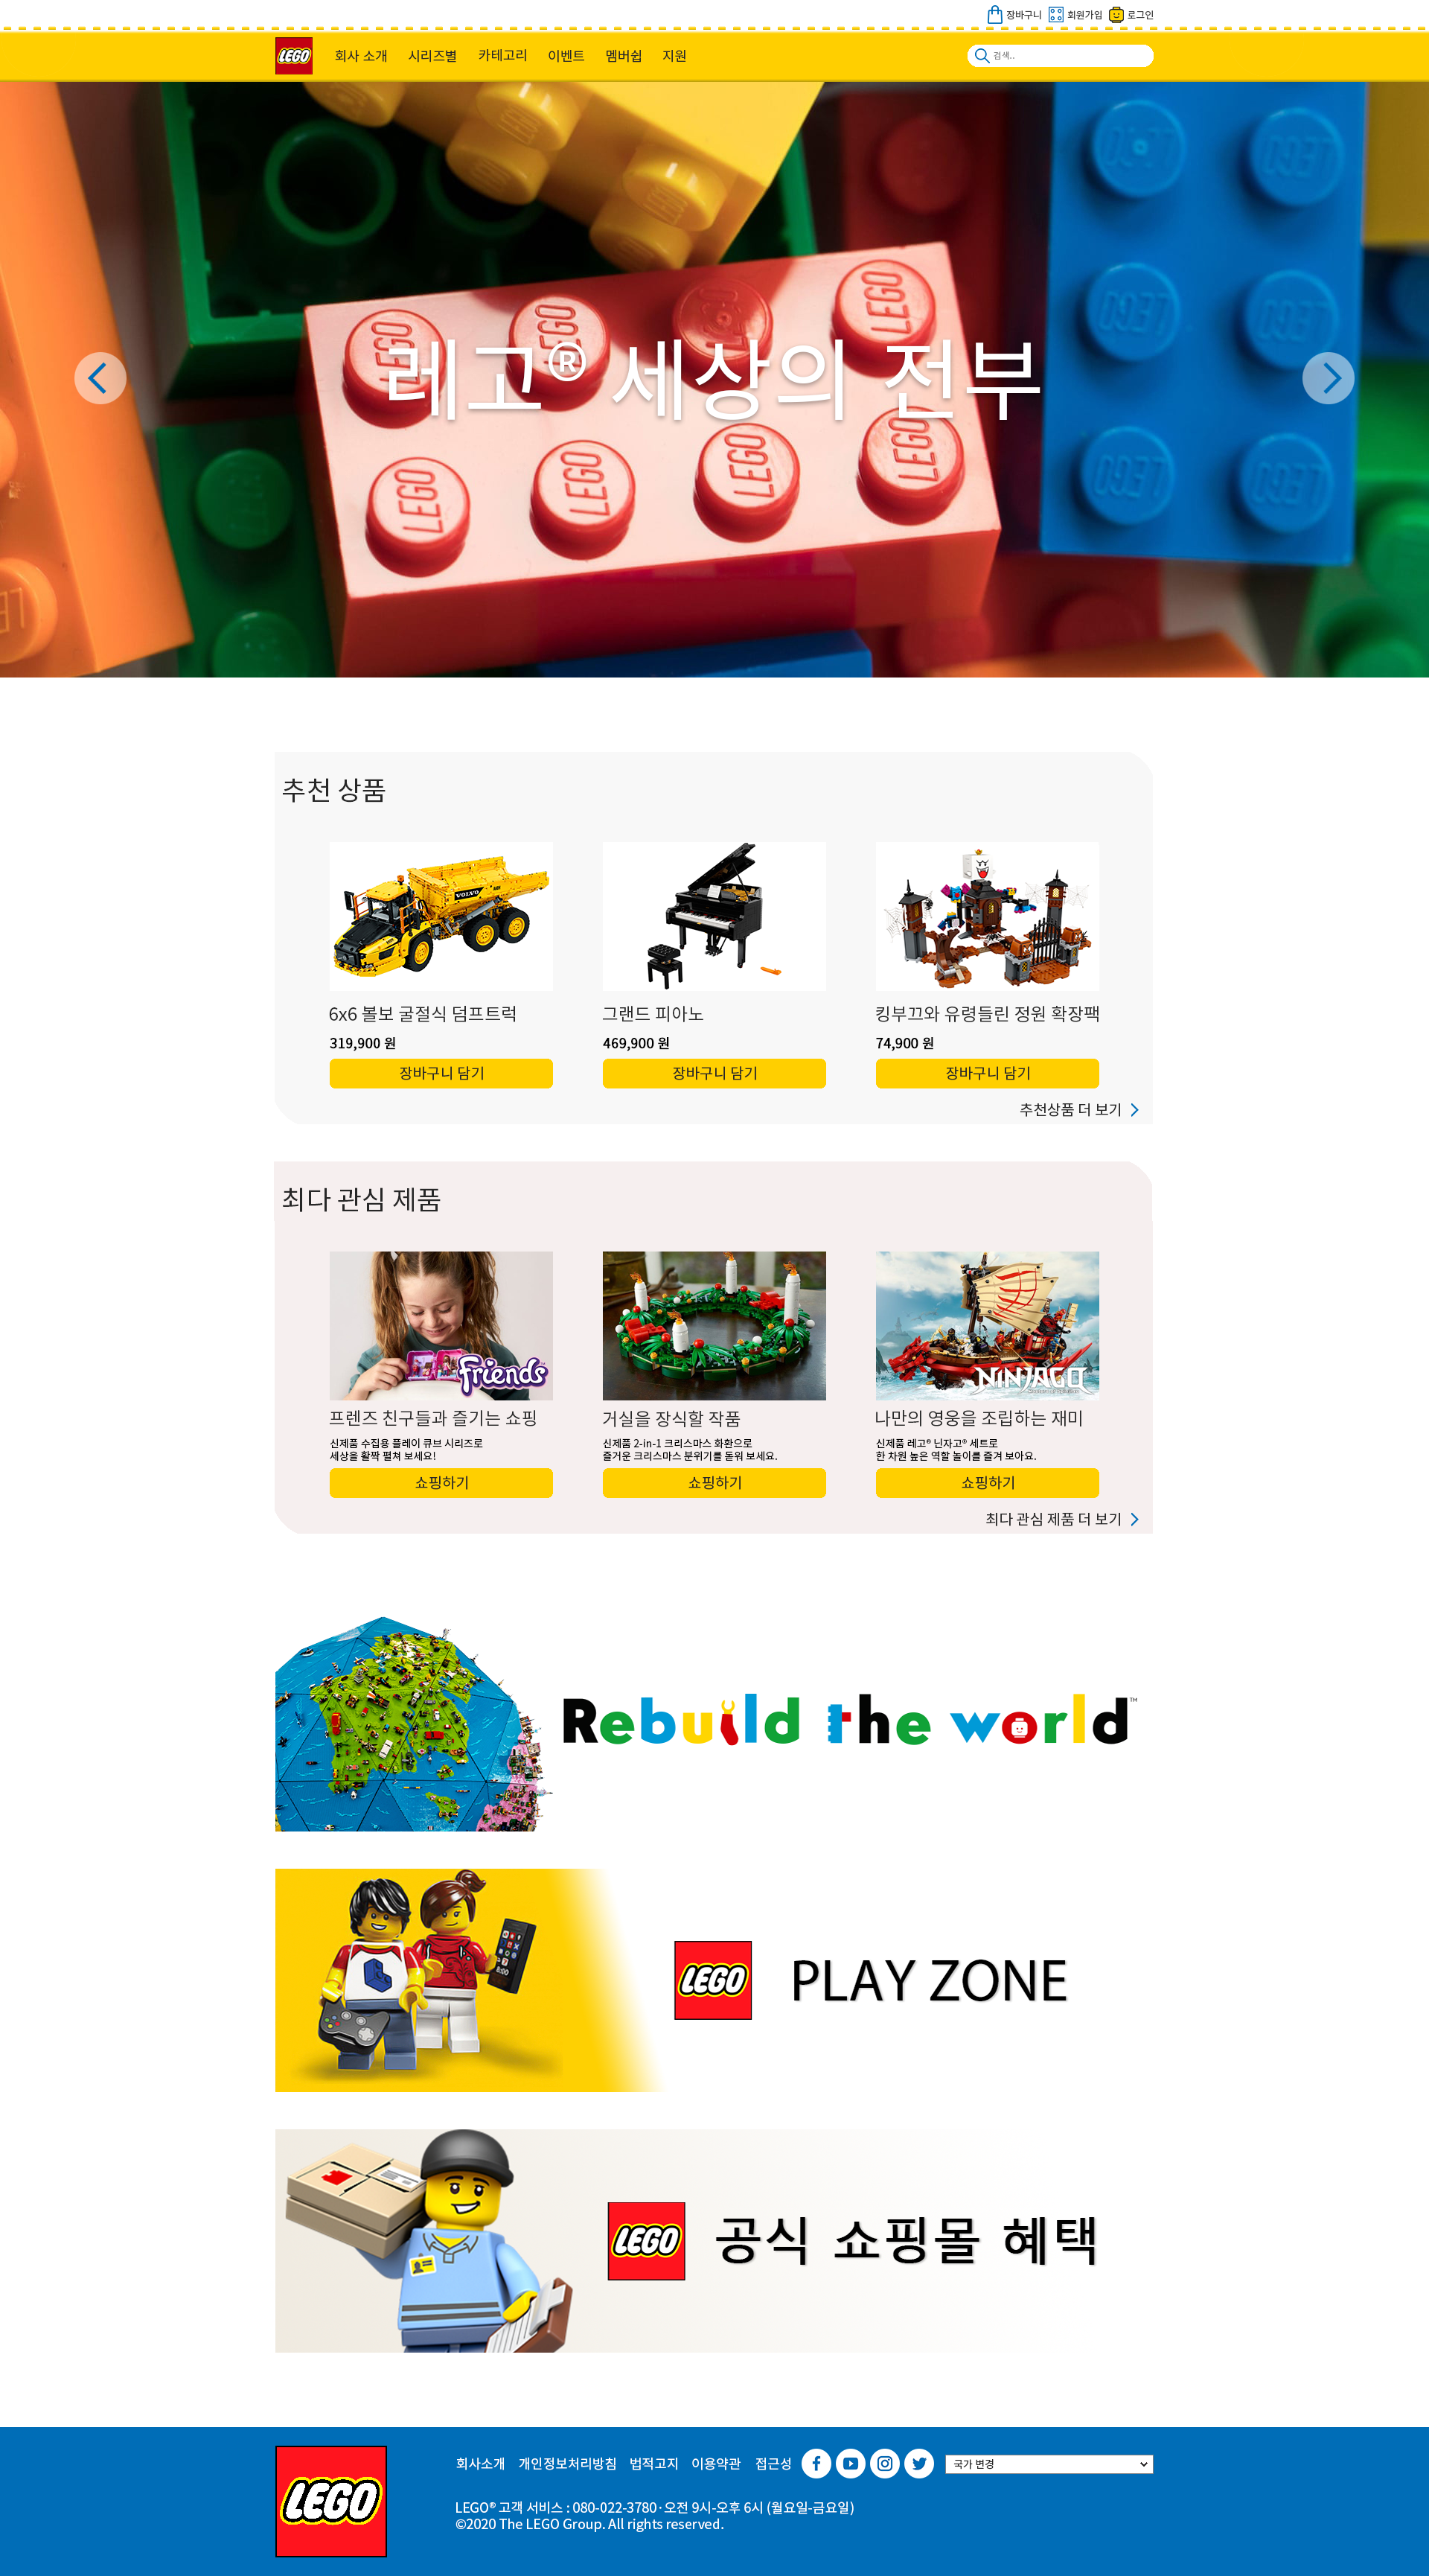 장바구니 회원가입 로그인
LEGO 회사 소개 시리즈별 카테고리 이벤트 멤버쉽 지원 검색..
레고® 세상의 전부
추천 상품
VOLVO
6x6 볼보 굴절식 덤프트럭
319,900 원
장바구니 담기
그랜드 피아노
469,900 원
장바구니 담기
킹부끄와 유령들린 정원 확장팩
74,900 원
장바구니 담기
추천상품 더 보기
최다 관심 제품
friends
프렌즈 친구들과 즐기는 쇼핑
신제품 수집용 플레이 큐브 시리즈로
세상을 활짝 펼쳐 보세요!
쇼핑하기
거실을 장식할 작품
신제품 2-in-1 크리스마스 화환으로
즐거운 크리스마스 분위기를 돋워 보세요.
쇼핑하기
NINJAGO
나만의 영웅을 조립하는 재미
신제품 레고® 닌자고® 세트로
한 차원 높은 역할 놀이를 즐겨 보아요.
쇼핑하기
최다 관심 제품 더 보기
Rebuild the world™
LEGO PLAY ZONE
LEGO 공식 쇼핑몰 혜택
LEGO
회사소개 개인정보처리방침 법적고지 이용약관 접근성 국가 변경
LEGO® 고객 서비스 : 080-022-3780·오전 9시-오후 6시 (월요일-금요일)
©2020 The LEGO Group. All rights reserved.